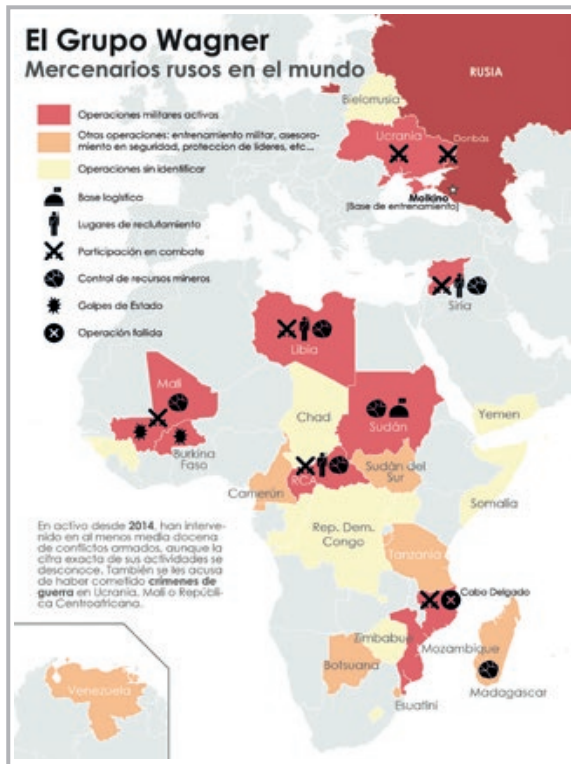 El Grupo Wagner
Mercenarios rusos en el mundo
Operaciones militares activas
Otras operaciones: entrenamiento militar, asesora-
miento en seguridad, proteccion de líderes, etc...
Operaciones sin identificar
Base logística
Lugares de reclutamiento
Participación en combate
Control de recursos mineros
Golpes de Estado
Operación fallida
RUSIA
Bielorrusia
Ucrania
Donbás
Molkino
(Base de entrenamiento)
Siria
Libia
Mali
Chad
Sudán
Yemen
Burkina
Faso
RCA
Sudán del
Sur
Camerún
Somalia
Rep. Dem.
Congo
Tanzania
Cabo Delgado
Zimbabue
Mozambique
Botsuana
Madagascar
Esuatini
En activo desde 2014, han interve-
nido en al menos media docena
de conflictos armados, aunque la
cifra exacta de sus actividades se
desconoce. También se les acusa
de haber cometido crímenes de
guerra en Ucrania, Mali o Repúbli-
ca Centroafricana.
Venezuela